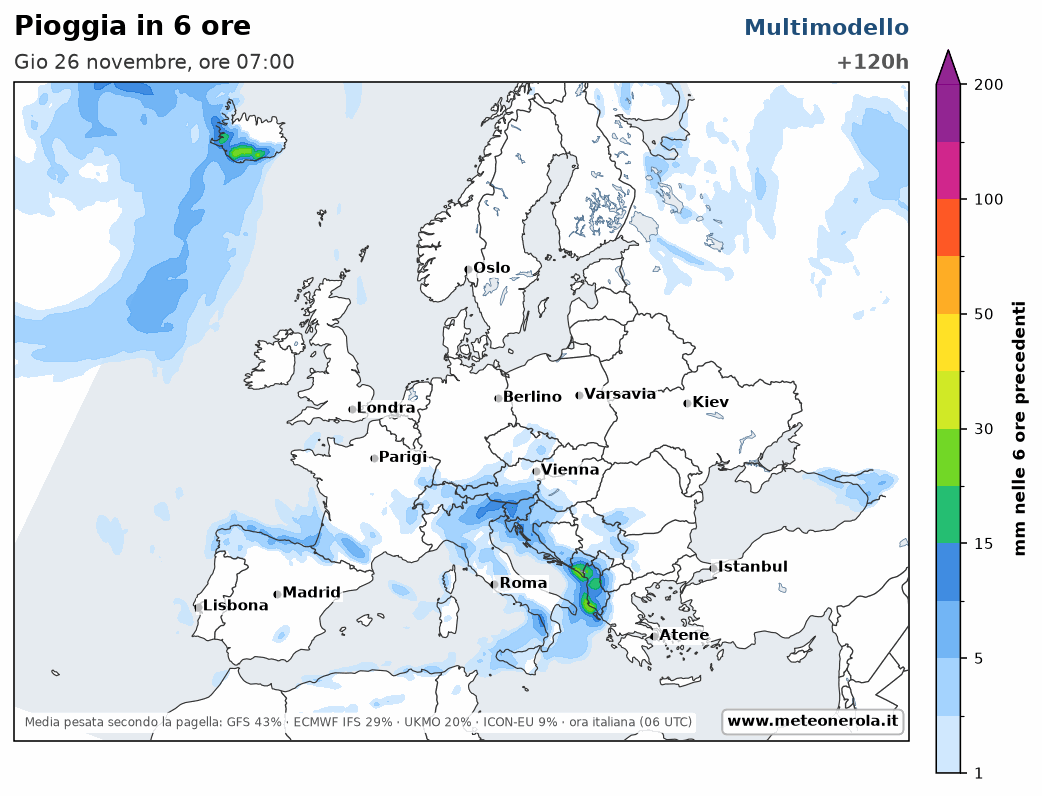 Pioggia in 6 ore
Multimodello
Gio 26 novembre, ore 07:00
+120h
Oslo
Berlino
Varsavia
Kiev
Londra
Parigi
Vienna
Istanbul
Roma
Madrid
Lisbona
Atene
Media pesata secondo la pagella: GFS 43% · ECMWF IFS 29% · UKMO 20% · ICON-EU 9% · ora italiana (06 UTC)
www.meteonerola.it
200
100
50
30
15
5
1
mm nelle 6 ore precedenti